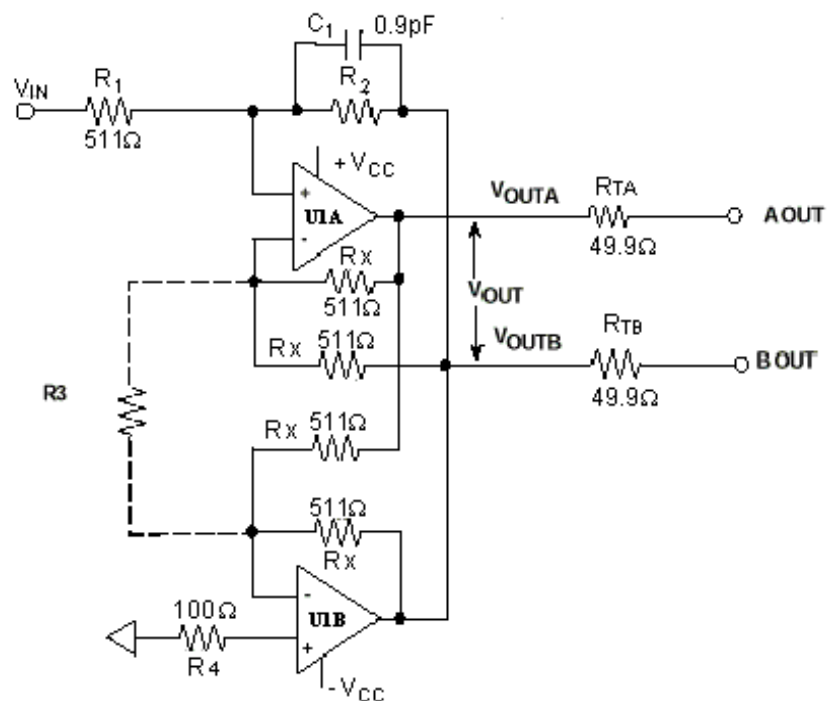 C1 0.9pF
VIN
R1
R2
511Ω
+VCC
+
U1A
-
VOUTA
RTA
AOUT
49.9Ω
Rx
511Ω
VOUT
511Ω
Rx
VOUTB
RTB
BOUT
49.9Ω
R3
511Ω
Rx
511Ω
Rx
100Ω
-
U1B
+
R4
-VCC